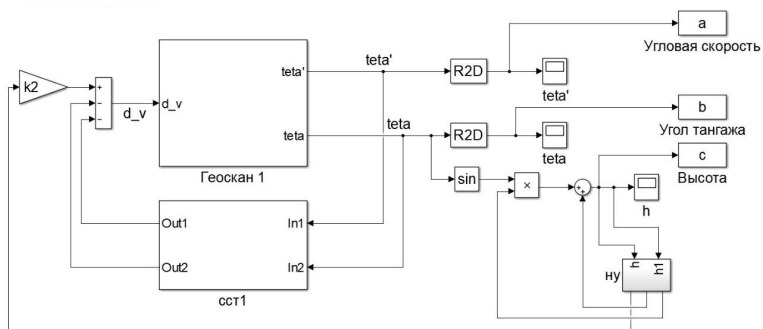 a
Угловая скорость
teta'
teta'
R2D
k2
+
−
−
d_v
d_v
teta'
b
Угол тангажа
teta
teta
R2D
teta
Геоскан 1
c
Высота
sin
×
+
+
h
Out1
In1
Out2
In2
сст1
ну
h
h1